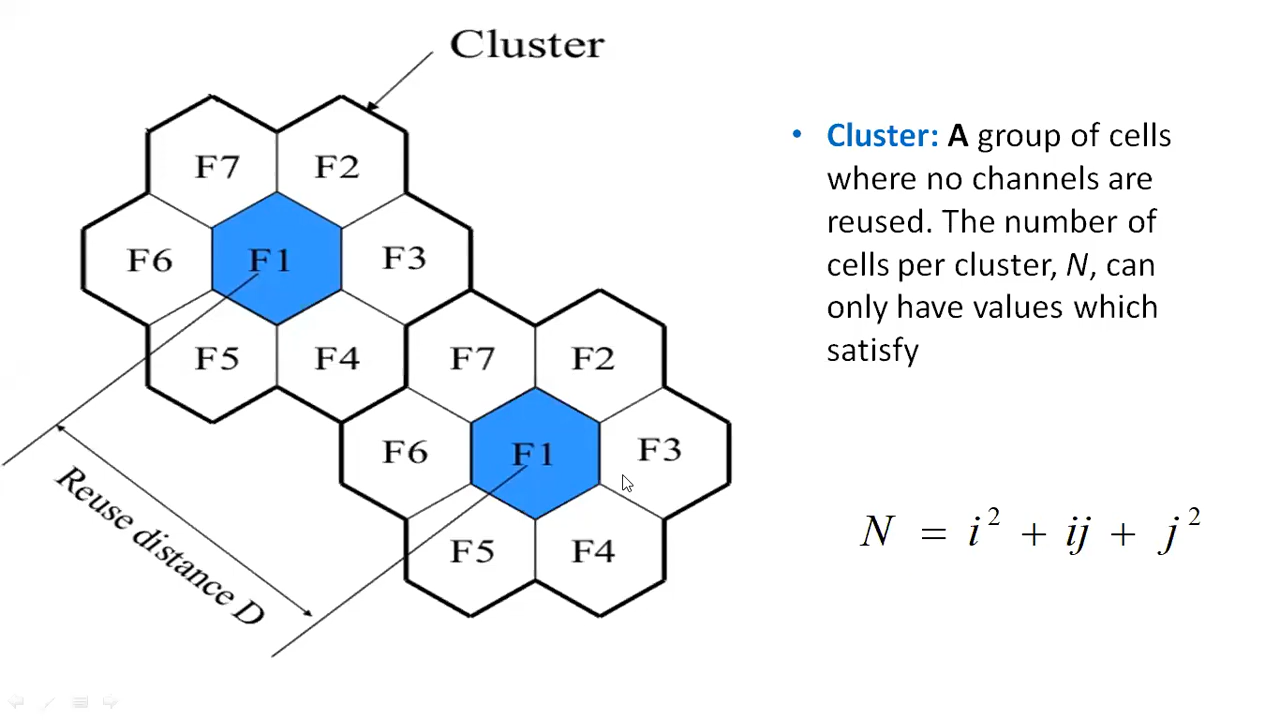 Cluster
F7 F2
F6 F1 F3
F5 F4 F7 F2
F6 F1 F3
F5 F4
Reuse distance D
• Cluster: A group of cells
where no channels are
reused. The number of
cells per cluster, N, can
only have values which
satisfy
N = i² + ij + j²